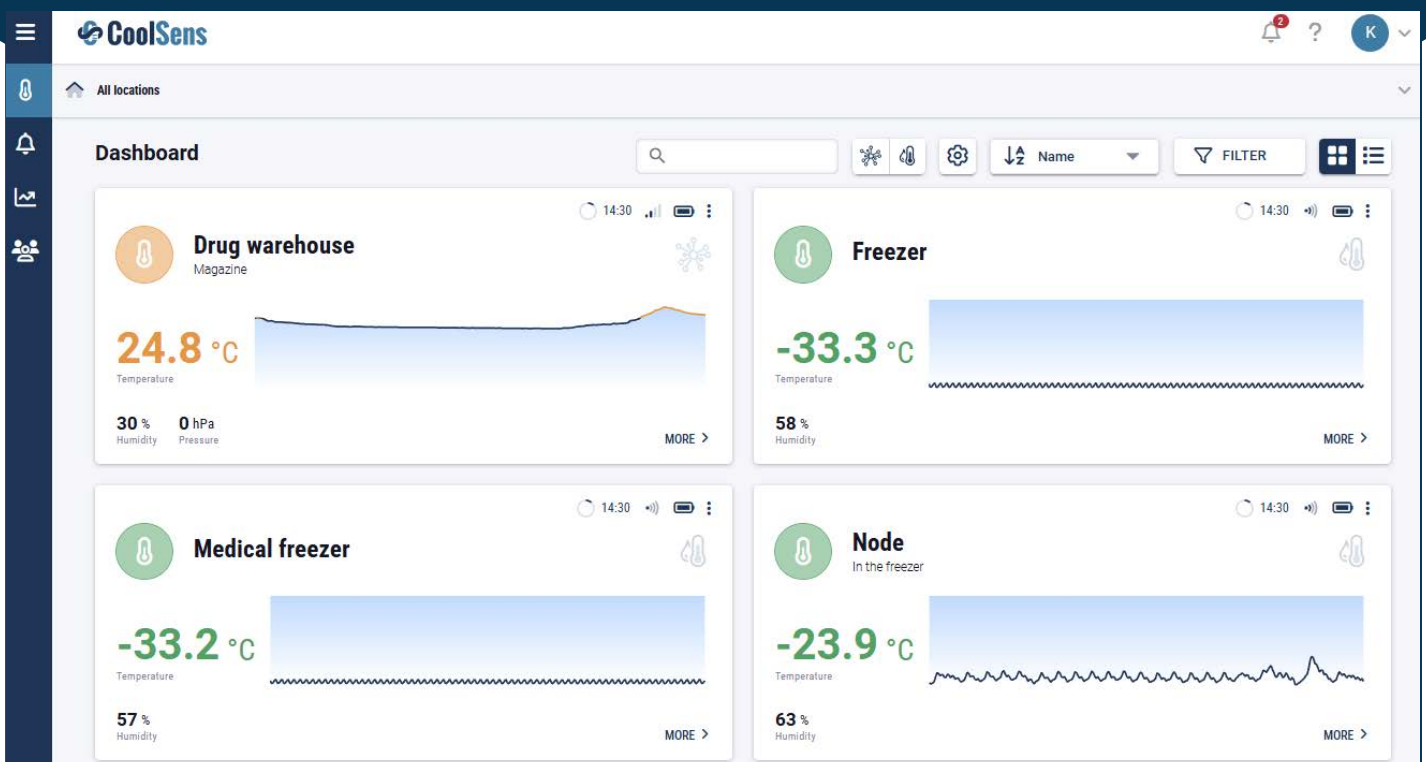 CoolSens
2
?
K
All locations
Dashboard
A
Z
Name
FILTER
14:30
Drug warehouse
Magazine
24.8 °C
Temperature
30 %
0 hPa
Humidity
Pressure
MORE >
14:30
Freezer
-33.3 °C
Temperature
58 %
Humidity
MORE >
14:30
Medical freezer
-33.2 °C
Temperature
57 %
Humidity
MORE >
14:30
Node
In the freezer
-23.9 °C
Temperature
63 %
Humidity
MORE >